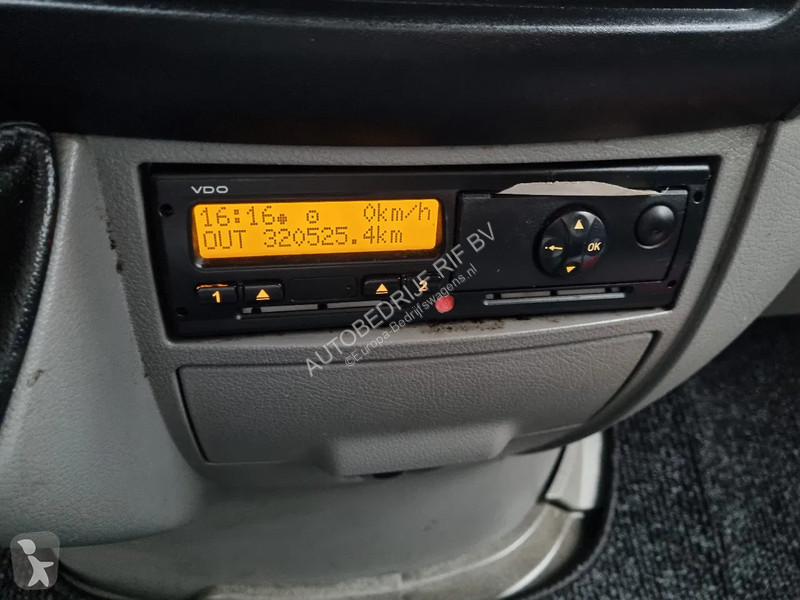 VDO
16:16 0km/h
OUT 320525.4km
1 2
OK
AUTOBEDRIJF RIF BV
©Europa-Bedrijfswagens.nl